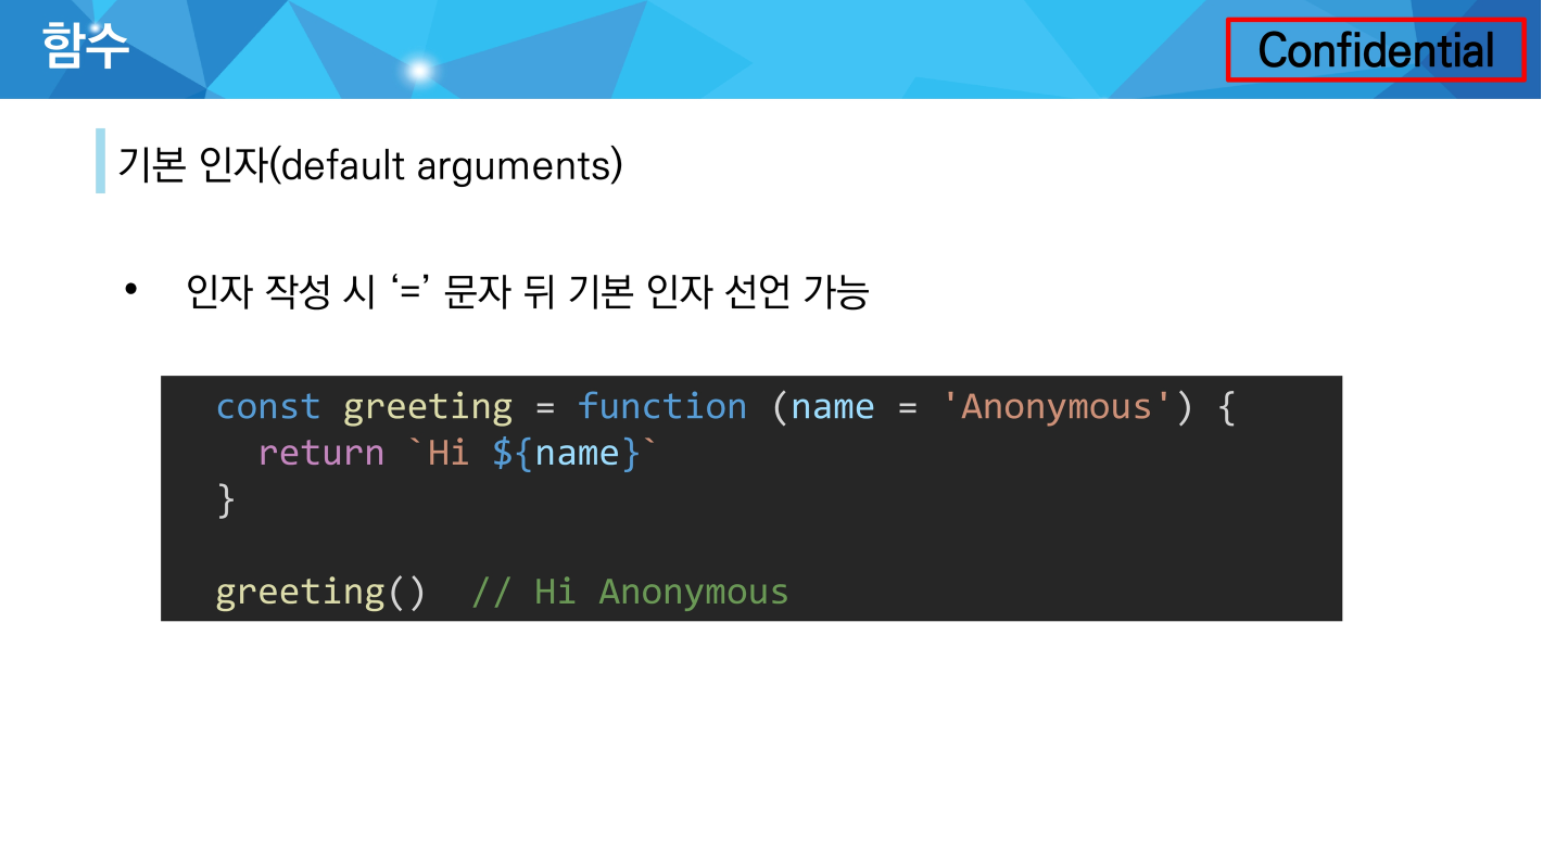 함수
Confidential
기본 인자(default arguments)
• 인자 작성 시 ‘=’ 문자 뒤 기본 인자 선언 가능
const greeting = function (name = 'Anonymous') {
  return `Hi ${name}`
}
greeting()  // Hi Anonymous